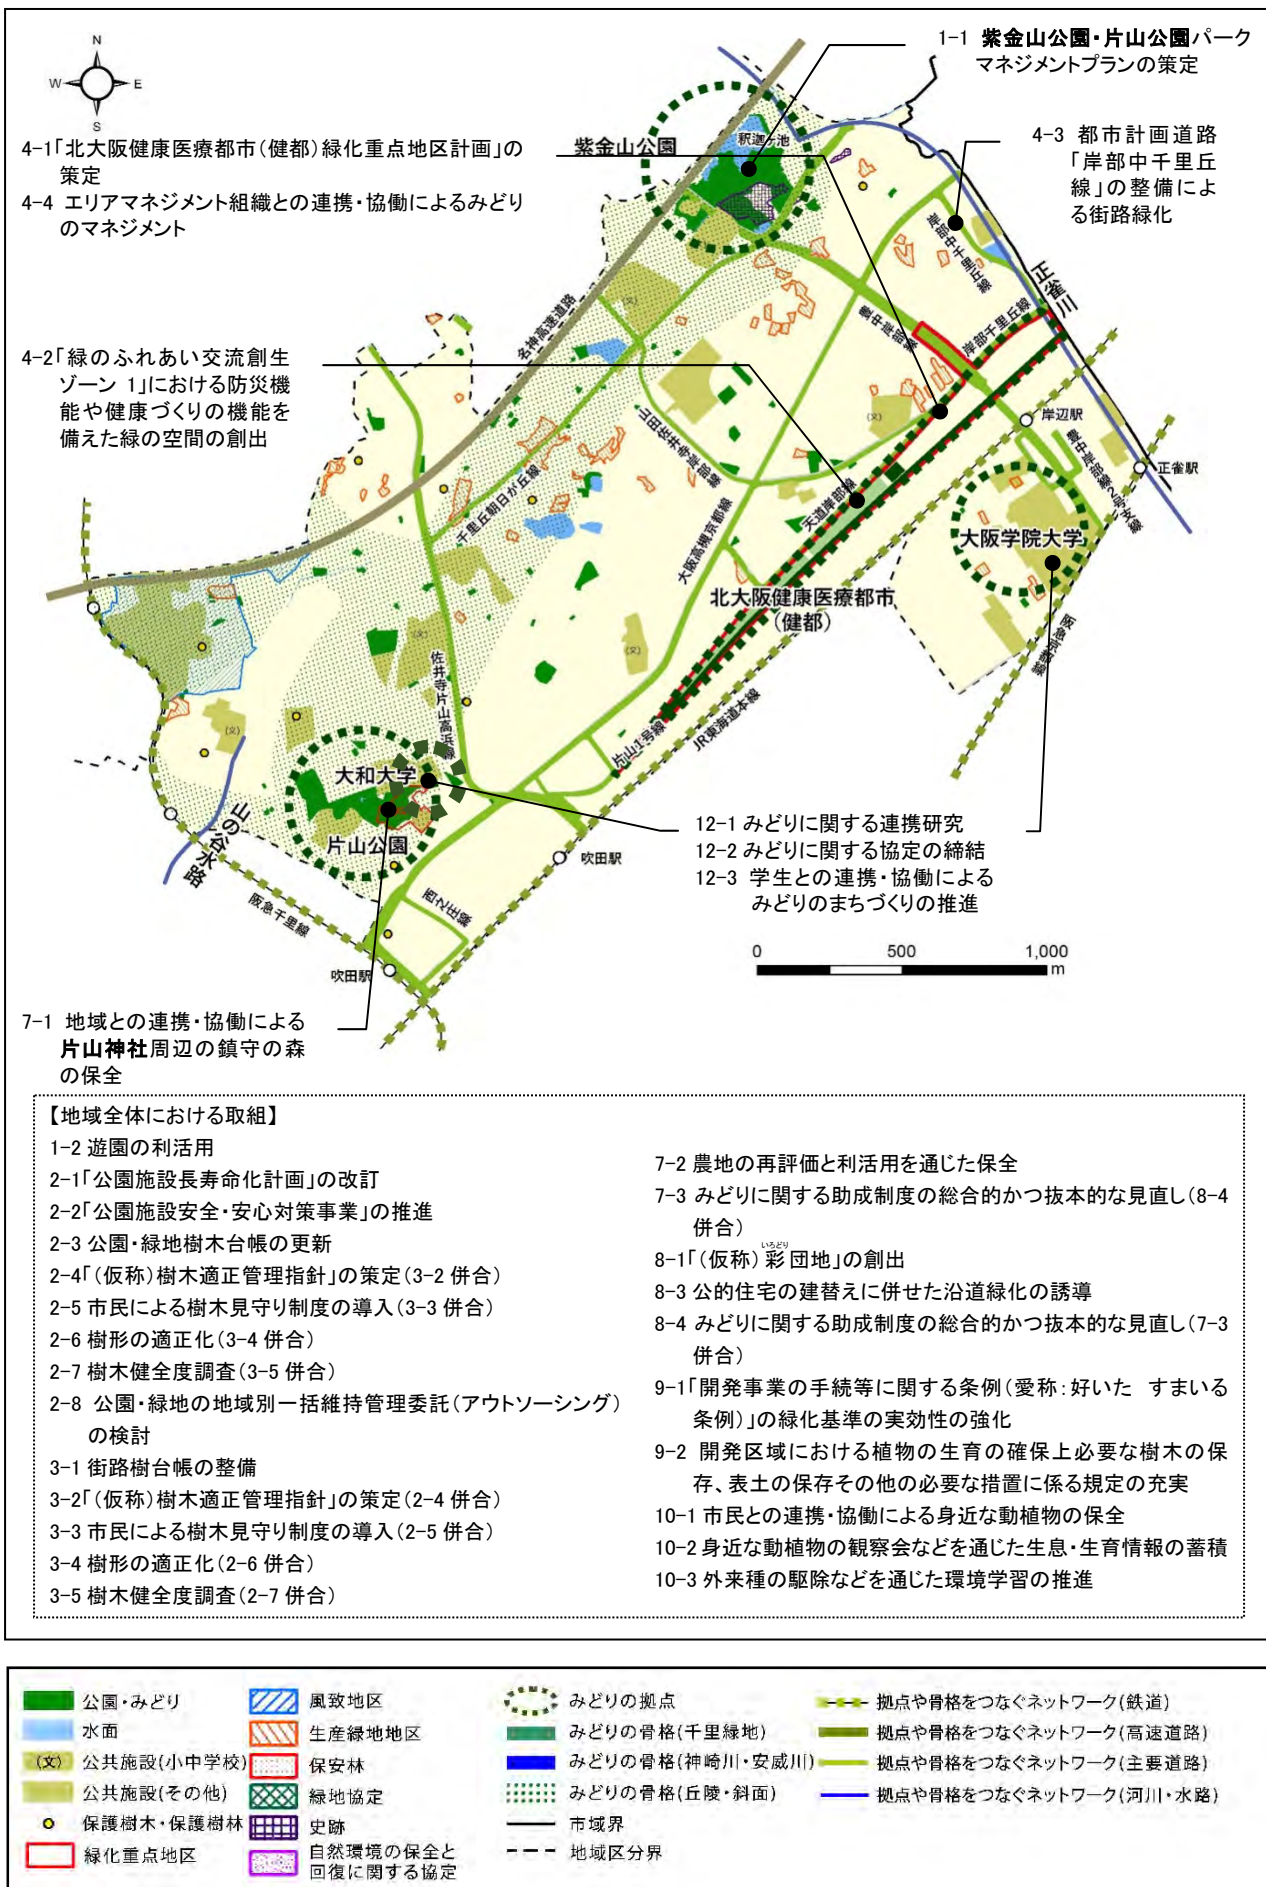 N
W
E
S
1-1 紫金山公園・片山公園パーク
マネジメントプランの策定
4-1「北大阪健康医療都市(健都)緑化重点地区計画」の
策定
4-4 エリアマネジメント組織との連携・協働によるみどり
のマネジメント
紫金山公園
釈迦ヶ池
4-3 都市計画道路
「岸部中千里丘
線」の整備によ
る街路緑化
岸部中千里丘線
正雀川
名神高速道路
(文)
豊中岸部線
岸部千里丘線
4-2「緑のふれあい交流創生
ゾーン 1」における防災機
能や健康づくりの機能を
備えた緑の空間の創出
(文)
岸辺駅
正雀駅
山田佐井寺岸部線
豊中岸部線2号支線
千里丘朝日が丘線
天道岸部線
大阪高槻京都線
大阪学院大学
北大阪健康医療都市
(健都)
阪急京都線
(文)
(文)
佐井寺片山高浜線
(文)
片山1号線
JR東海道本線
大和大学
片山公園
山の谷水路
吹田駅
12-1 みどりに関する連携研究
12-2 みどりに関する協定の締結
12-3 学生との連携・協働による
みどりのまちづくりの推進
西之庄線
阪急千里線
吹田駅
0 500 1,000
m
7-1 地域との連携・協働による
片山神社周辺の鎮守の森
の保全
【地域全体における取組】
1-2 遊園の利活用
2-1「公園施設長寿命化計画」の改訂
2-2「公園施設安全・安心対策事業」の推進
2-3 公園・緑地樹木台帳の更新
2-4「(仮称)樹木適正管理指針」の策定(3-2 併合)
2-5 市民による樹木見守り制度の導入(3-3 併合)
2-6 樹形の適正化(3-4 併合)
2-7 樹木健全度調査(3-5 併合)
2-8 公園・緑地の地域別一括維持管理委託(アウトソーシング)
の検討
3-1 街路樹台帳の整備
3-2「(仮称)樹木適正管理指針」の策定(2-4 併合)
3-3 市民による樹木見守り制度の導入(2-5 併合)
3-4 樹形の適正化(2-6 併合)
3-5 樹木健全度調査(2-7 併合)
7-2 農地の再評価と利活用を通じた保全
7-3 みどりに関する助成制度の総合的かつ抜本的な見直し(8-4
併合)
いろどり
8-1「(仮称)彩団地」の創出
8-3 公的住宅の建替えに併せた沿道緑化の誘導
8-4 みどりに関する助成制度の総合的かつ抜本的な見直し(7-3
併合)
9-1「開発事業の手続等に関する条例(愛称:好いた すまいる
条例)」の緑化基準の実効性の強化
9-2 開発区域における植物の生育の確保上必要な樹木の保
存、表土の保存その他の必要な措置に係る規定の充実
10-1 市民との連携・協働による身近な動植物の保全
10-2 身近な動植物の観察会などを通じた生息・生育情報の蓄積
10-3 外来種の駆除などを通じた環境学習の推進
公園・みどり
水面
(文) 公共施設(小中学校)
公共施設(その他)
保護樹木・保護樹林
緑化重点地区
風致地区
生産緑地地区
保安林
緑地協定
史跡
自然環境の保全と
回復に関する協定
みどりの拠点
みどりの骨格(千里緑地)
みどりの骨格(神崎川・安威川)
みどりの骨格(丘陵・斜面)
市域界
地域区分界
拠点や骨格をつなぐネットワーク(鉄道)
拠点や骨格をつなぐネットワーク(高速道路)
拠点や骨格をつなぐネットワーク(主要道路)
拠点や骨格をつなぐネットワーク(河川・水路)